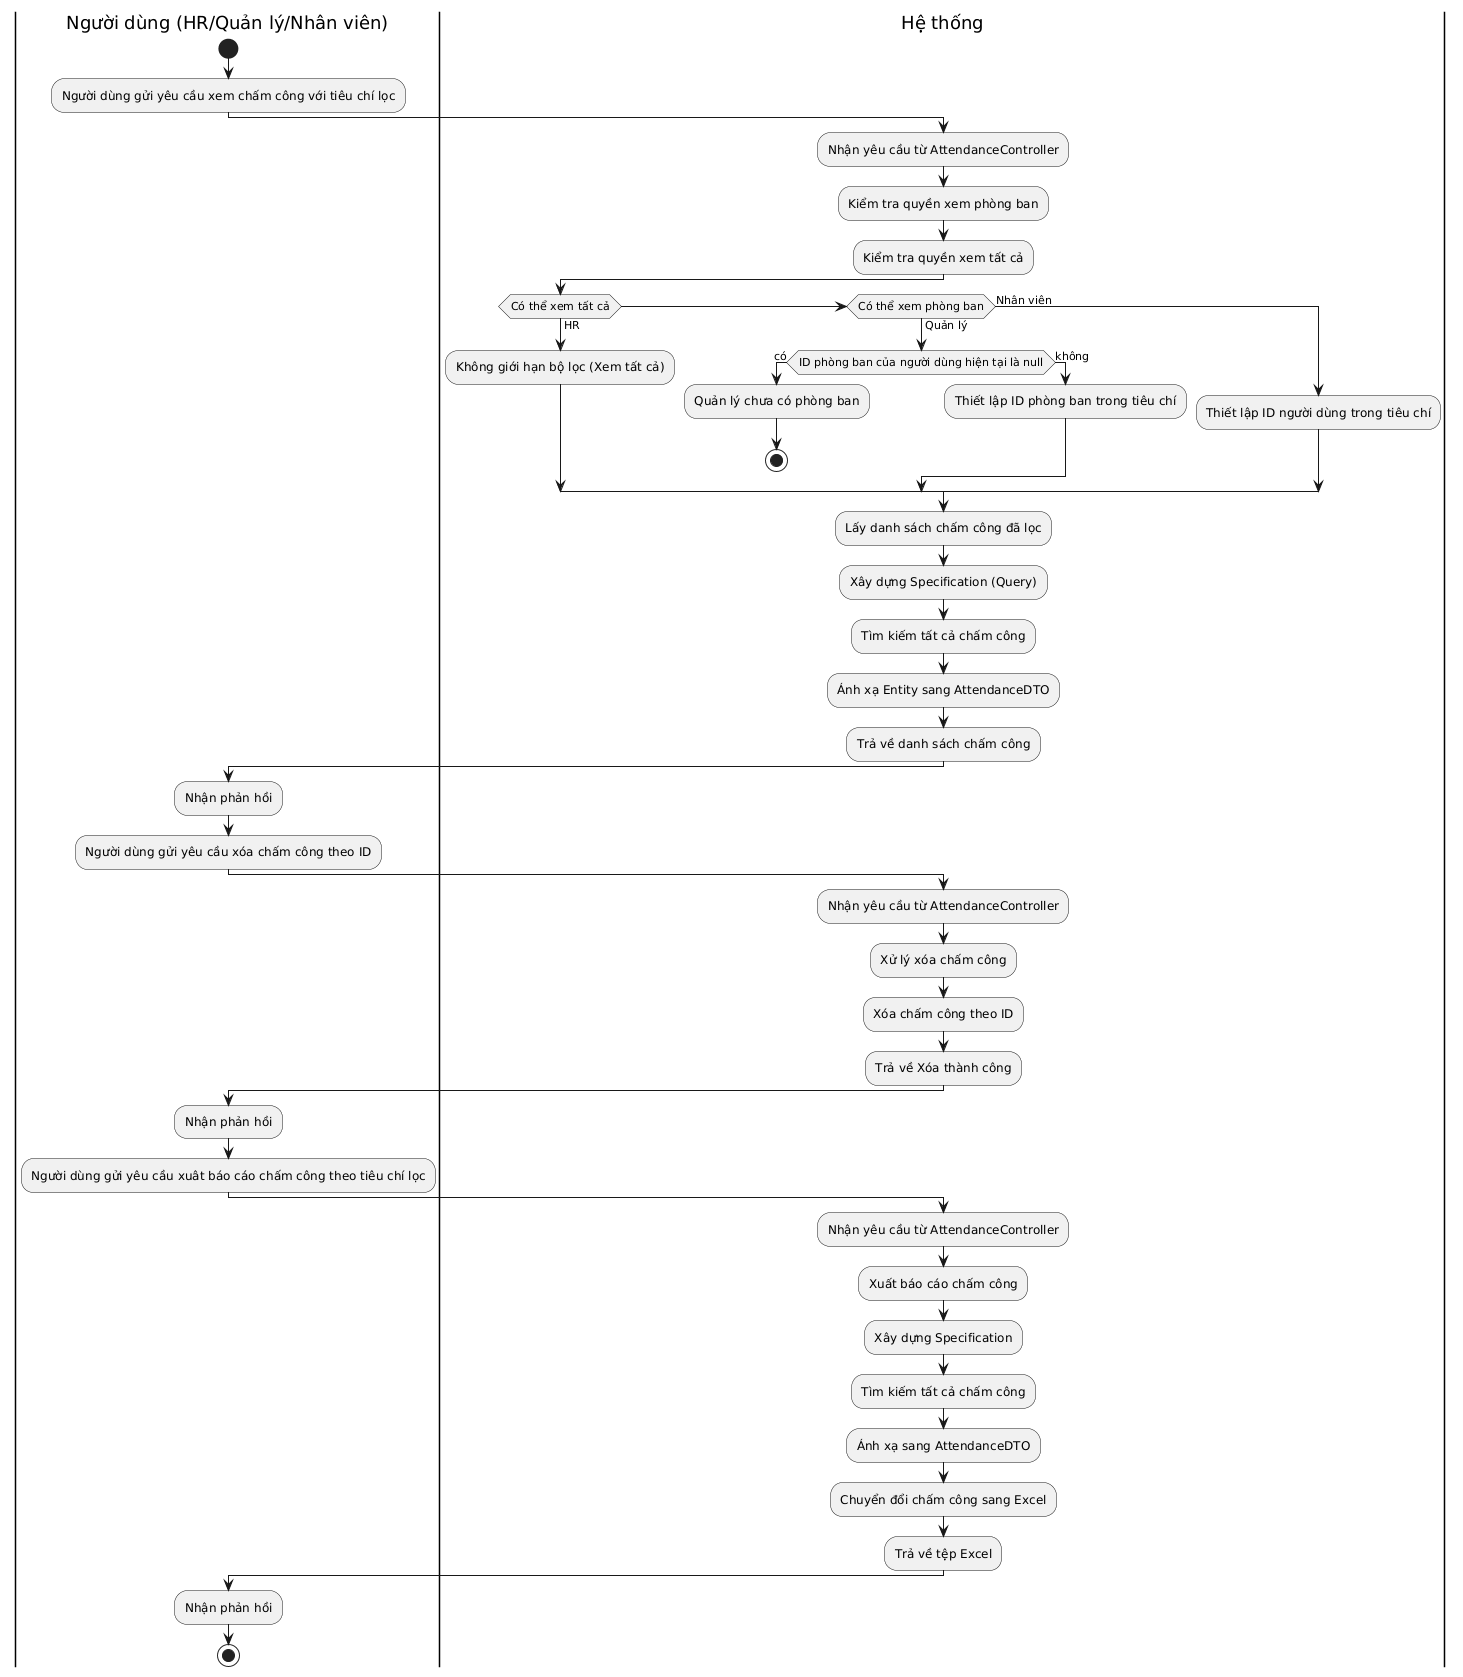 Người dùng (HR/Quản lý/Nhân viên)
Hệ thống
Người dùng gửi yêu cầu xem chấm công với tiêu chí lọc
Nhận yêu cầu từ AttendanceController
Kiểm tra quyền xem phòng ban
Kiểm tra quyền xem tất cả
Có thể xem tất cả
Có thể xem phòng ban
Nhân viên
HR
Quản lý
có
ID phòng ban của người dùng hiện tại là null
không
Không giới hạn bộ lọc (Xem tất cả)
Quản lý chưa có phòng ban
Thiết lập ID phòng ban trong tiêu chí
Thiết lập ID người dùng trong tiêu chí
Lấy danh sách chấm công đã lọc
Xây dựng Specification (Query)
Tìm kiếm tất cả chấm công
Ánh xạ Entity sang AttendanceDTO
Trả về danh sách chấm công
Nhận phản hồi
Người dùng gửi yêu cầu xóa chấm công theo ID
Nhận yêu cầu từ AttendanceController
Xử lý xóa chấm công
Xóa chấm công theo ID
Trả về Xóa thành công
Nhận phản hồi
Người dùng gửi yêu cầu xuât báo cáo chấm công theo tiêu chí lọc
Nhận yêu cầu từ AttendanceController
Xuất báo cáo chấm công
Xây dựng Specification
Tìm kiếm tất cả chấm công
Ánh xạ sang AttendanceDTO
Chuyển đổi chấm công sang Excel
Trả về tệp Excel
Nhận phản hồi